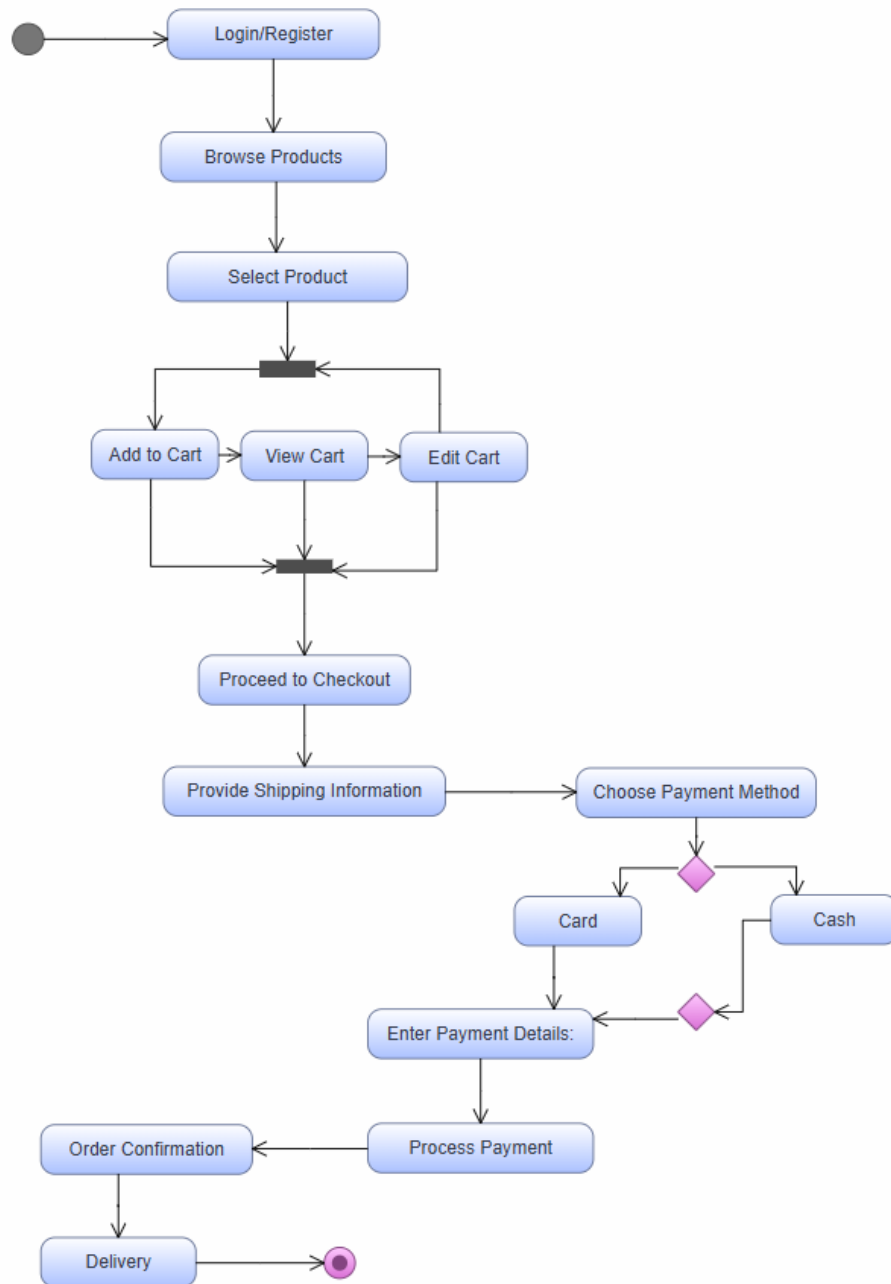 Login/Register
Browse Products
Select Product
Add to Cart
View Cart
Edit Cart
Proceed to Checkout
Provide Shipping Information
Choose Payment Method
Card
Cash
Enter Payment Details:
Process Payment
Order Confirmation
Delivery